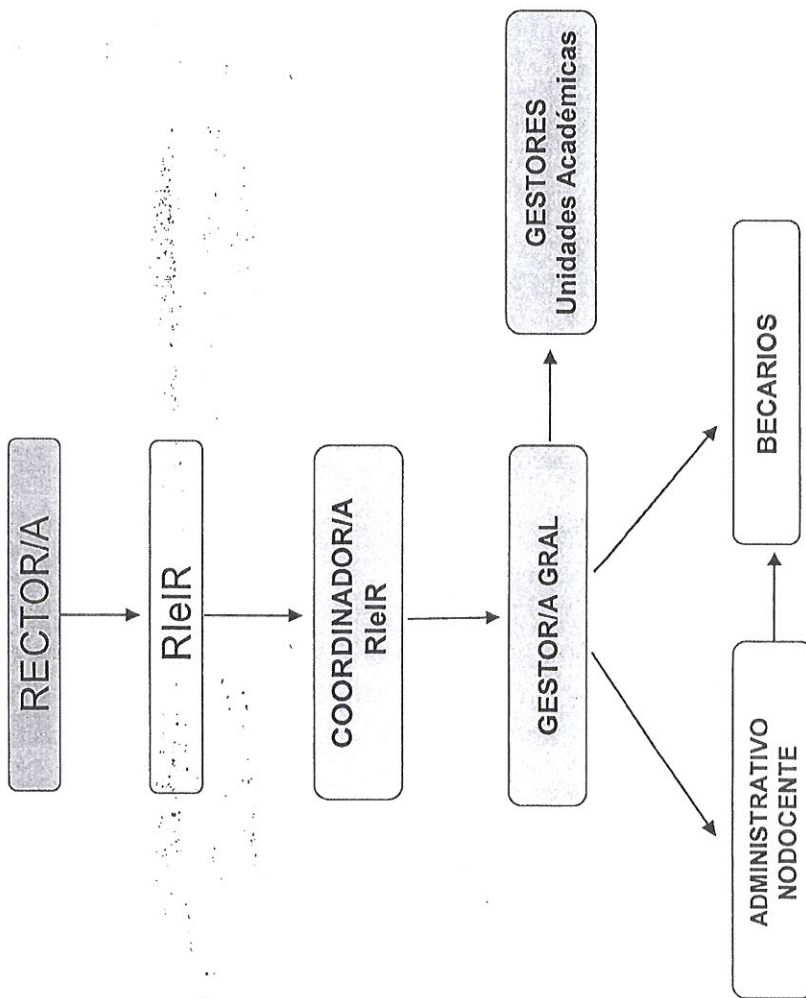 RECTOR/A
RIeIR
COORDINADOR/A
RIeIR
GESTOR/A GRAL
GESTORES
Unidades Académicas
ADMINISTRATIVO
NODOCENTE
BECARIOS